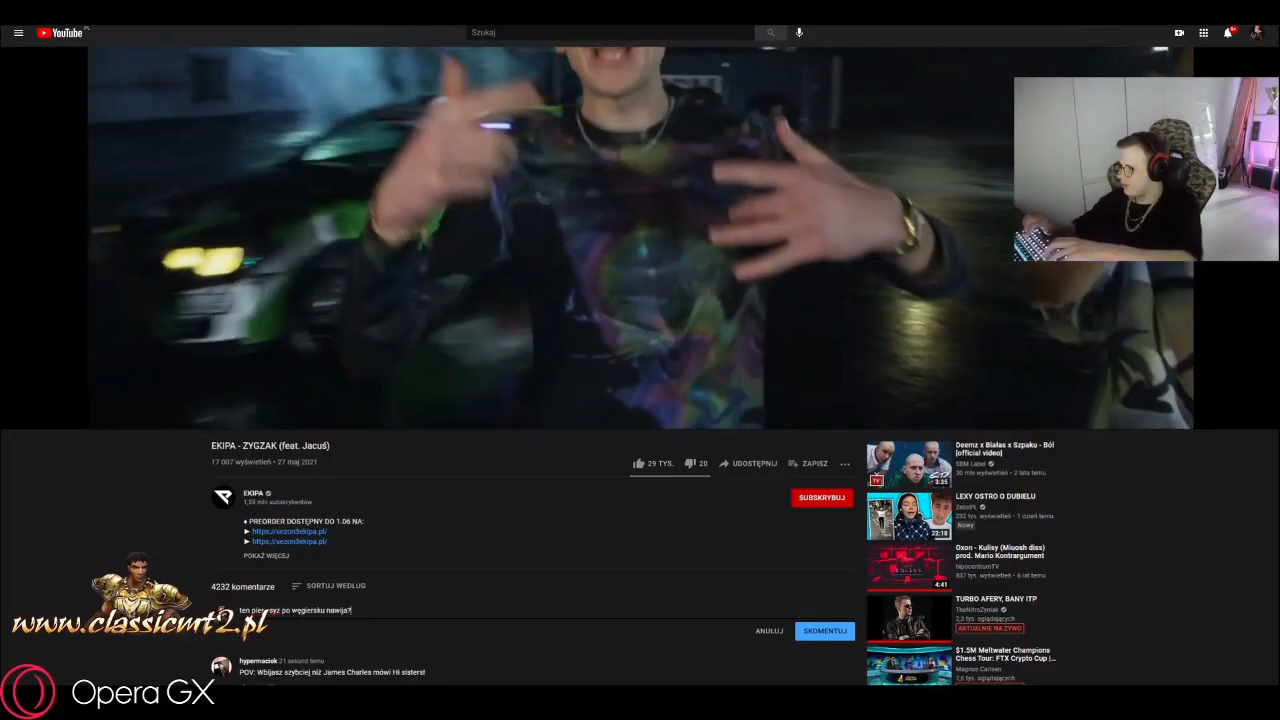 YouTube
PL
Szukaj
9+
EKIPA - ZYGZAK (feat. Jacuś)
17 007 wyświetleń • 27 maj 2021
29 TYS.
20
UDOSTĘPNIJ
ZAPISZ
EKIPA
1,59 mln subskrybentów
SUBSKRYBUJ
♦ PREORDER DOSTĘPNY DO 1.06 NA:
► https://sezon3ekipa.pl/
► https://sezon3ekipa.pl/
POKAŻ WIĘCEJ
4232 komentarze
SORTUJ WEDŁUG
ten pierwsyz po węgiersku nawija?
www.classicmt2.pl
ANULUJ
SKOMENTUJ
hypermaciek 21 sekund temu
POV: Wbijasz szybciej niż James Charles mówi Hi sisters!
Opera GX
Deemz x Białas x Szpaku - Ból
[official video]
SBM Label
30 mln wyświetleń • 2 lata temu
TV
3:35
LEXY OSTRO O DUBIELU
ZeboPL
232 tys. wyświetleń • 1 dzień temu
Nowy
22:18
Oxon - Kulisy (Miuosh diss)
prod. Mario Kontrargument
hipocentrumTV
837 tys. wyświetleń • 6 lat temu
4:41
TURBO AFERY, BANY ITP
TheNitroZyniak
2,3 tys. oglądających
AKTUALNIE NA ŻYWO
$1.5M Meltwater Champions
Chess Tour: FTX Crypto Cup |...
Magnus Carlsen
7,6 tys. oglądających